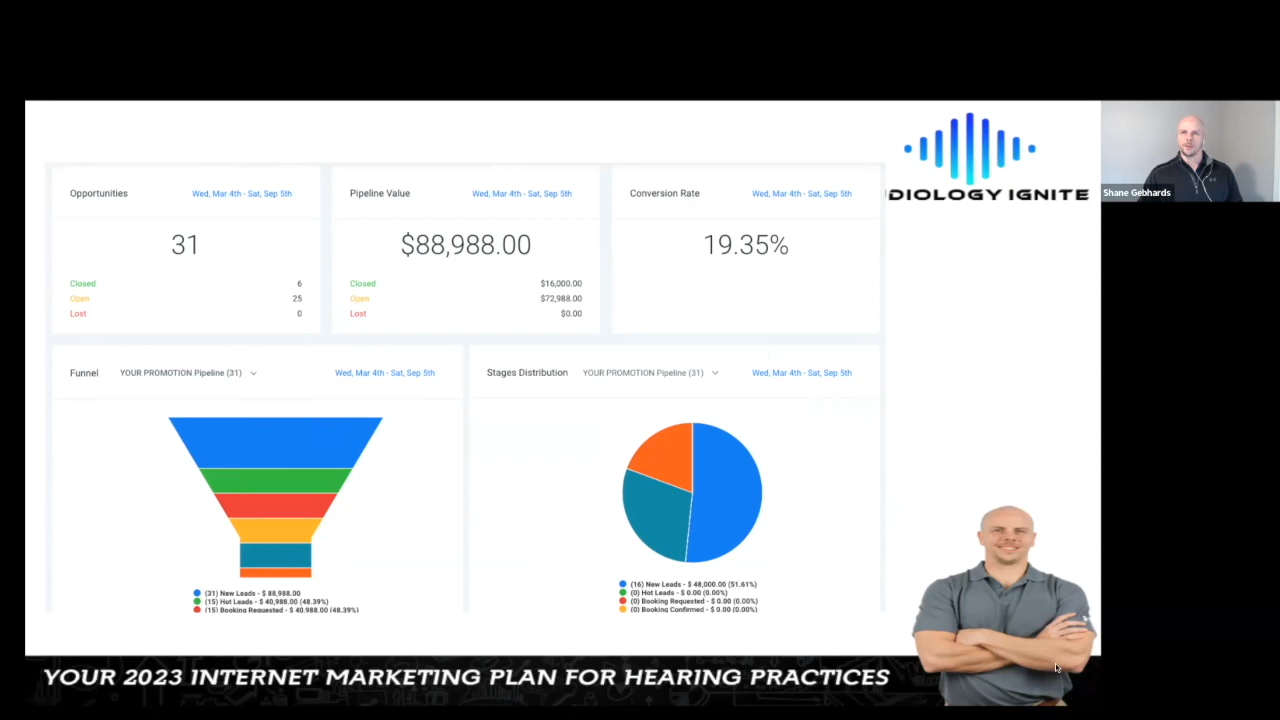 DIOLOGY IGNITE
Shane Gebhards
Opportunities Wed, Mar 4th - Sat, Sep 5th
31
Closed 6
Open 25
Lost 0
Pipeline Value Wed, Mar 4th - Sat, Sep 5th
$88,988.00
Closed $16,000.00
Open $72,988.00
Lost $0.00
Conversion Rate Wed, Mar 4th - Sat, Sep 5th
19.35%
Funnel YOUR PROMOTION Pipeline (31) Wed, Mar 4th - Sat, Sep 5th
(31) New Leads - $ 88,988.00
(15) Hot Leads - $ 40,988.00 (48.39%)
(15) Booking Requested - $ 40,988.00 (48.39%)
Stages Distribution YOUR PROMOTION Pipeline (31) Wed, Mar 4th - Sat, Sep 5th
(16) New Leads - $ 48,000.00 (51.61%)
(0) Hot Leads - $ 0.00 (0.00%)
(0) Booking Requested - $ 0.00 (0.00%)
(0) Booking Confirmed - $ 0.00 (0.00%)
YOUR 2023 INTERNET MARKETING PLAN FOR HEARING PRACTICES